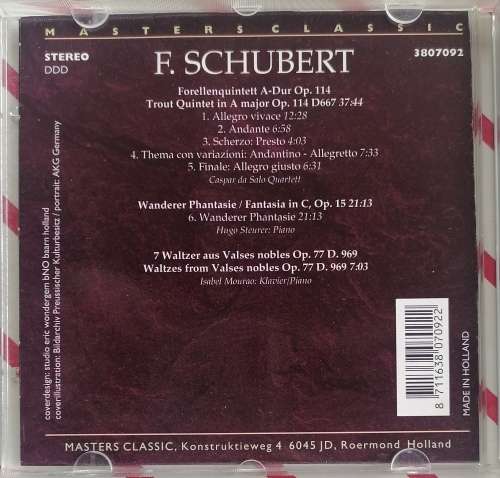 MASTERS CLASSIC
STEREO
DDD
3807092
F. SCHUBERT
Forellenquintett A-Dur Op. 114
Trout Quintet in A major Op. 114 D667 37:44
1. Allegro vivace 12:28
2. Andante 6:58
3. Scherzo: Presto 4:03
4. Thema con variazioni: Andantino - Allegretto 7:33
5. Finale: Allegro giusto 6:31
Caspar da Salo Quartett
Wanderer Phantasie / Fantasia in C, Op. 15 21:13
6. Wanderer Phantasie 21:13
Hugo Steurer: Piano
7 Waltzer aus Valses nobles Op. 77 D. 969
Waltzes from Valses nobles Op. 77 D. 969 7:03
Isabel Mourao: Klavier/Piano
coverdesign: studio eric wondergem bNO baarn holland
coverillustration: Bildarchiv Preussischer Kulturbesitz / portrait: AKG Germany
8 711638 070922
MADE IN HOLLAND
MASTERS CLASSIC, Konstruktieweg 4 6045 JD, Roermond Holland